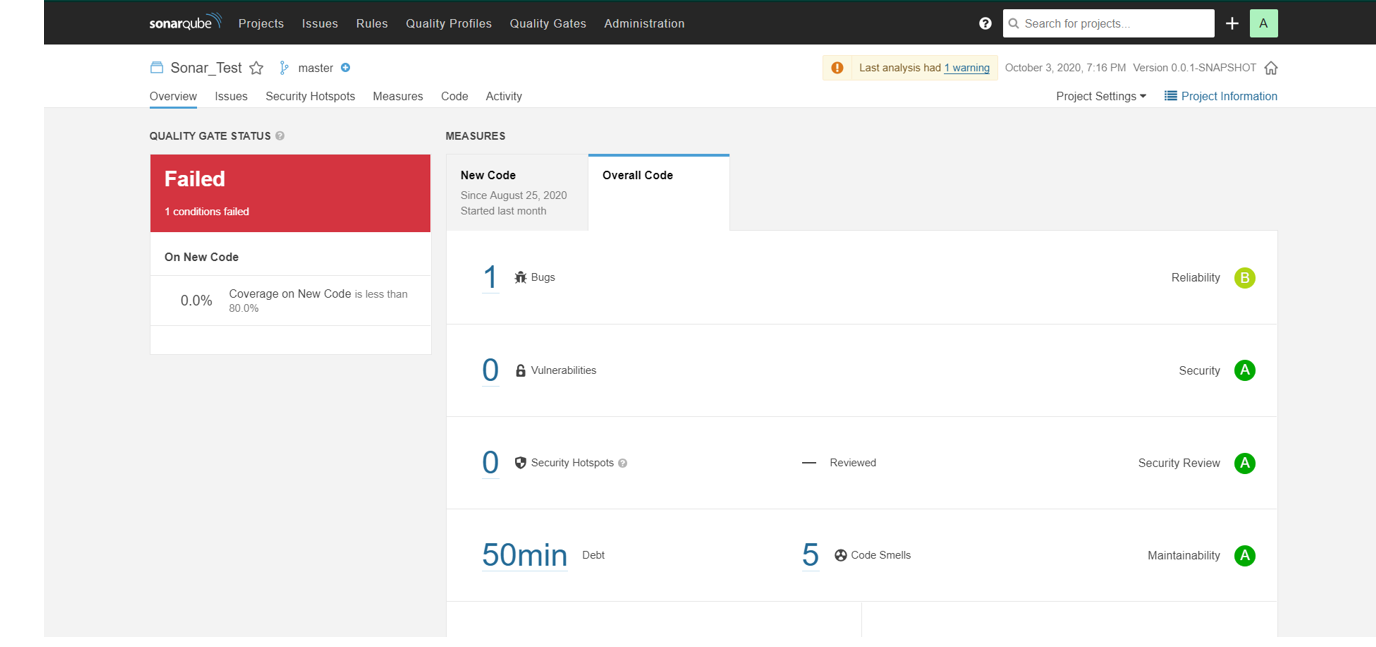 sonarqube Projects Issues Rules Quality Profiles Quality Gates Administration ? Search for projects... A
Sonar_Test master Last analysis had 1 warning October 3, 2020, 7:16 PM Version 0.0.1-SNAPSHOT
Overview Issues Security Hotspots Measures Code Activity Project Settings Project Information
QUALITY GATE STATUS ?
Failed
1 conditions failed
On New Code
0.0% Coverage on New Code is less than
80.0%
MEASURES
New Code
Since August 25, 2020
Started last month
Overall Code
1 Bugs Reliability B
0 Vulnerabilities Security A
0 Security Hotspots ? — Reviewed Security Review A
50min Debt 5 Code Smells Maintainability A